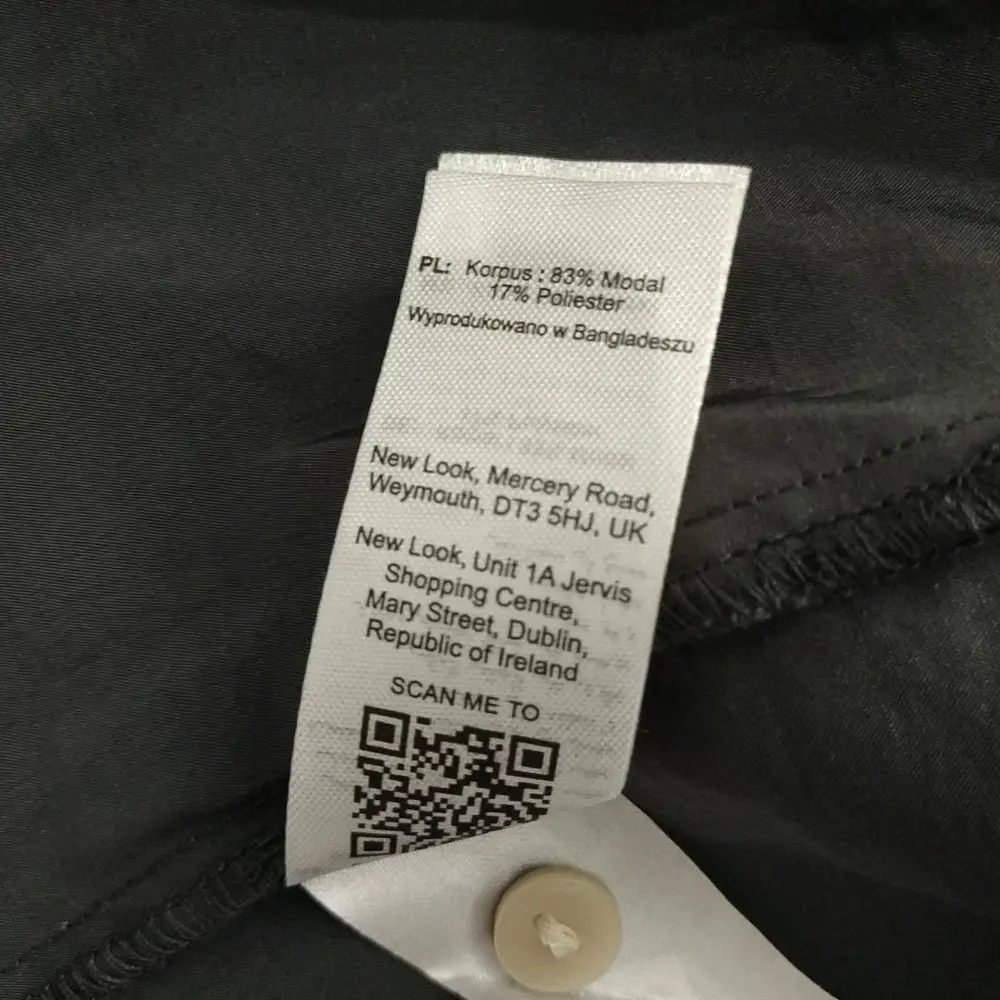 PL: Korpus : 83% Modal
17% Poliester
Wyprodukowano w Bangladeszu
New Look, Mercery Road,
Weymouth, DT3 5HJ, UK
New Look, Unit 1A Jervis
Shopping Centre,
Mary Street, Dublin,
Republic of Ireland
SCAN ME TO